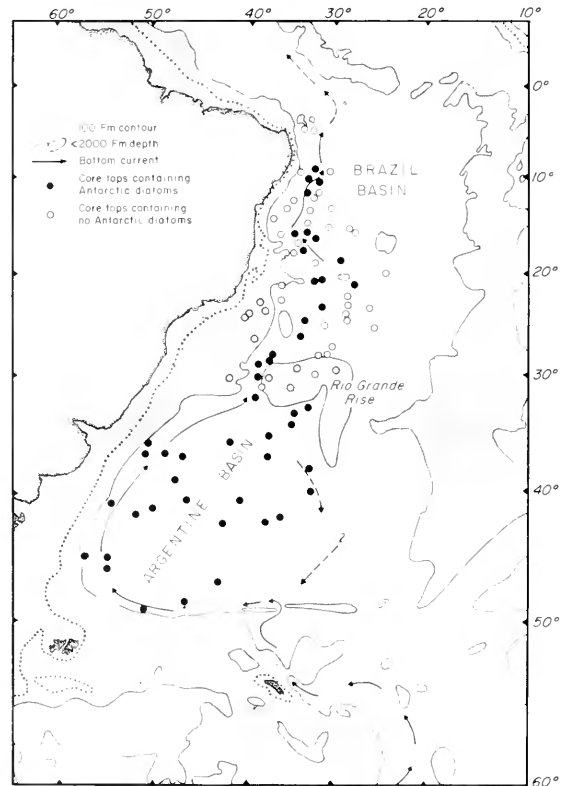 60° 50° 40° 30° 20° 10°
0°
100 Fm contour
<2000 Fm depth
Bottom current
Core tops containing
Antarctic diatoms
Core tops containing
no Antarctic diatoms
BRAZIL
BASIN
10°
20°
30°
Rio Grande
Rise
ARGENTINE BASIN
40°
?
50°
60°